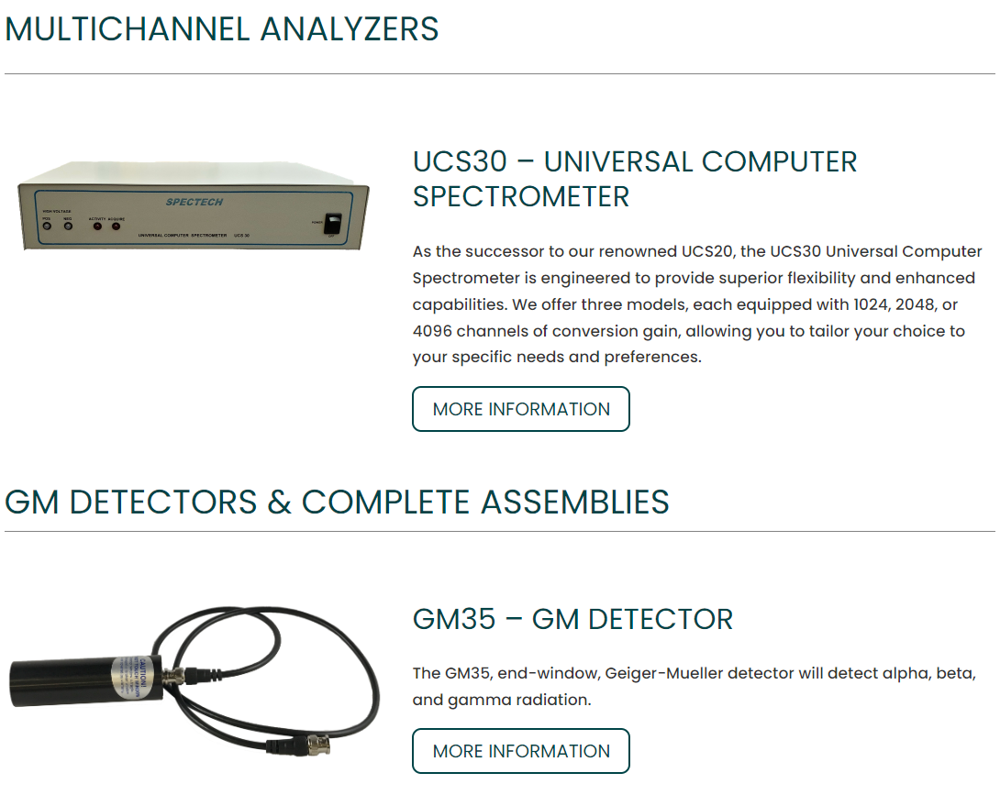 MULTICHANNEL ANALYZERS
SPECTECH
HIGH VOLTAGE
POS NEG ACTIVITY ACQUIRE
POWER
UNIVERSAL COMPUTER SPECTROMETER UCS 30
UCS30 – UNIVERSAL COMPUTER
SPECTROMETER
As the successor to our renowned UCS20, the UCS30 Universal Computer
Spectrometer is engineered to provide superior flexibility and enhanced
capabilities. We offer three models, each equipped with 1024, 2048, or
4096 channels of conversion gain, allowing you to tailor your choice to
your specific needs and preferences.
MORE INFORMATION
GM DETECTORS & COMPLETE ASSEMBLIES
CAUTION!
GM35 – GM DETECTOR
The GM35, end-window, Geiger-Mueller detector will detect alpha, beta,
and gamma radiation.
MORE INFORMATION